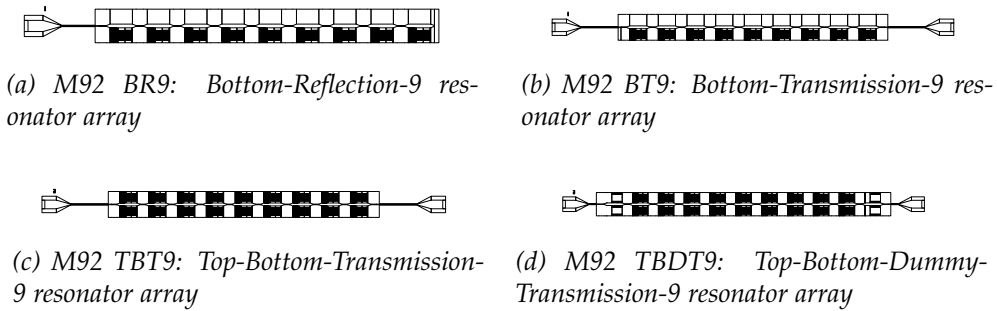 (a) M92 BR9: Bottom-Reflection-9 res-
onator array
(b) M92 BT9: Bottom-Transmission-9 res-
onator array
(c) M92 TBT9: Top-Bottom-Transmission-
9 resonator array
(d) M92 TBDT9: Top-Bottom-Dummy-
Transmission-9 resonator array